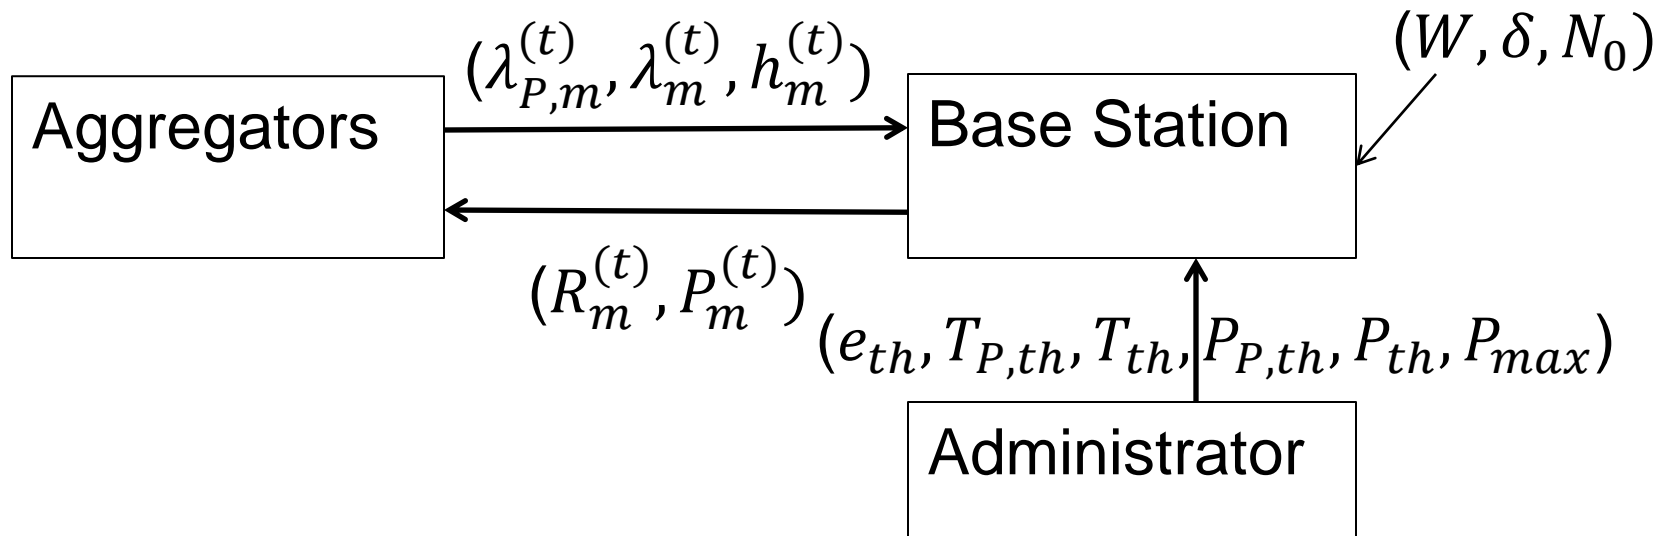 (W, δ, N₀)
(λ_{P,m}^{(t)}, λ_m^{(t)}, h_m^{(t)})
Aggregators
Base Station
(R_m^{(t)}, P_m^{(t)})
(e_{th}, T_{P,th}, T_{th}, P_{P,th}, P_{th}, P_{max})
Administrator